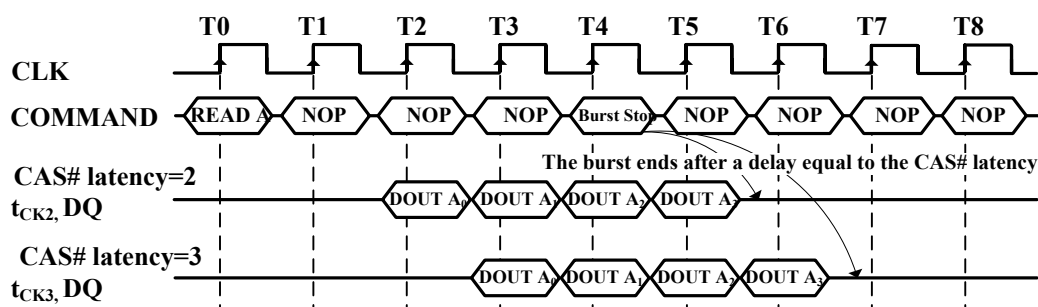 T0 T1 T2 T3 T4 T5 T6 T7 T8
CLK
COMMAND READ A NOP NOP NOP Burst Stop NOP NOP NOP NOP
The burst ends after a delay equal to the CAS# latency
CAS# latency=2
tCK2, DQ DOUT A0 DOUT A1 DOUT A2 DOUT A3
CAS# latency=3
tCK3, DQ DOUT A0 DOUT A1 DOUT A2 DOUT A3